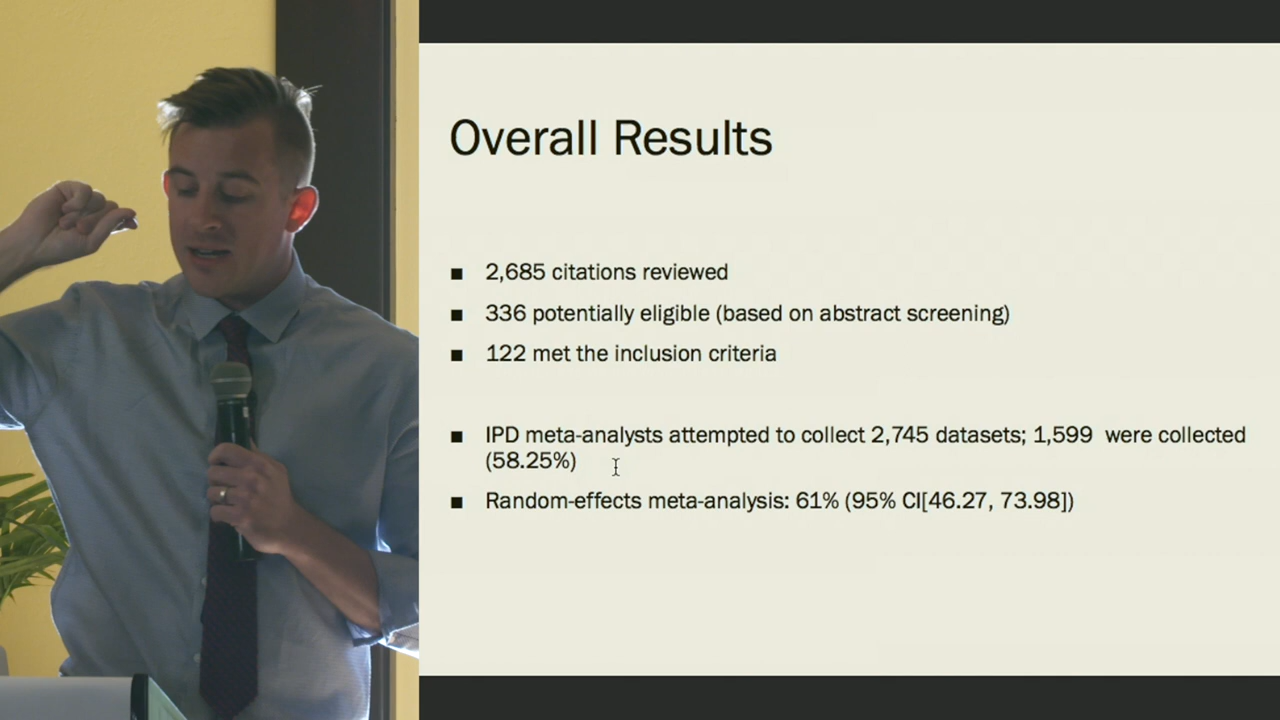 Overall Results
■ 2,685 citations reviewed
■ 336 potentially eligible (based on abstract screening)
■ 122 met the inclusion criteria
■ IPD meta-analysts attempted to collect 2,745 datasets; 1,599 were collected
(58.25%)
■ Random-effects meta-analysis: 61% (95% CI[46.27, 73.98])